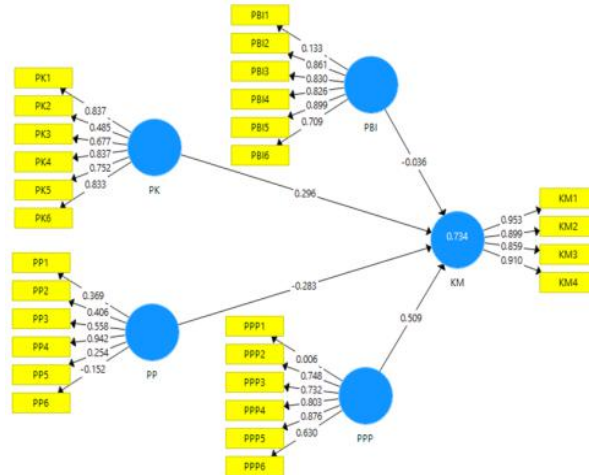 PBI1
PBI2
PBI3
PBI4
PBI5
PBI6
0.133
0.861
0.830
0.826
0.899
0.709
PBI
PK1
PK2
PK3
PK4
PK5
PK6
0.837
0.485
0.677
0.837
0.752
0.833
PK
-0.036
0.296
0.734
KM
0.953
0.899
0.859
0.910
KM1
KM2
KM3
KM4
-0.283
PP1
PP2
PP3
PP4
PP5
PP6
0.369
0.406
0.558
0.942
0.254
-0.152
PP
0.509
PPP1
PPP2
PPP3
PPP4
PPP5
PPP6
0.006
0.748
0.732
0.803
0.876
0.630
PPP